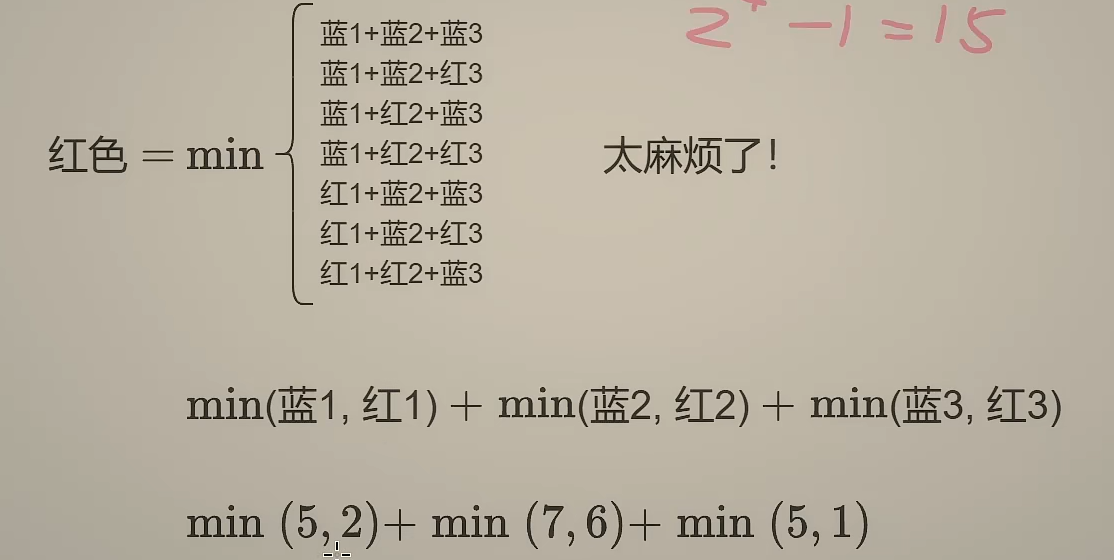 2⁴ − 1 = 15
蓝1+蓝2+蓝3
蓝1+蓝2+红3
蓝1+红2+蓝3
蓝1+红2+红3
红1+蓝2+蓝3
红1+蓝2+红3
红1+红2+蓝3
红色 = min
太麻烦了!
min(蓝1, 红1) + min(蓝2, 红2) + min(蓝3, 红3)
min (5,2)+ min (7,6)+ min (5,1)